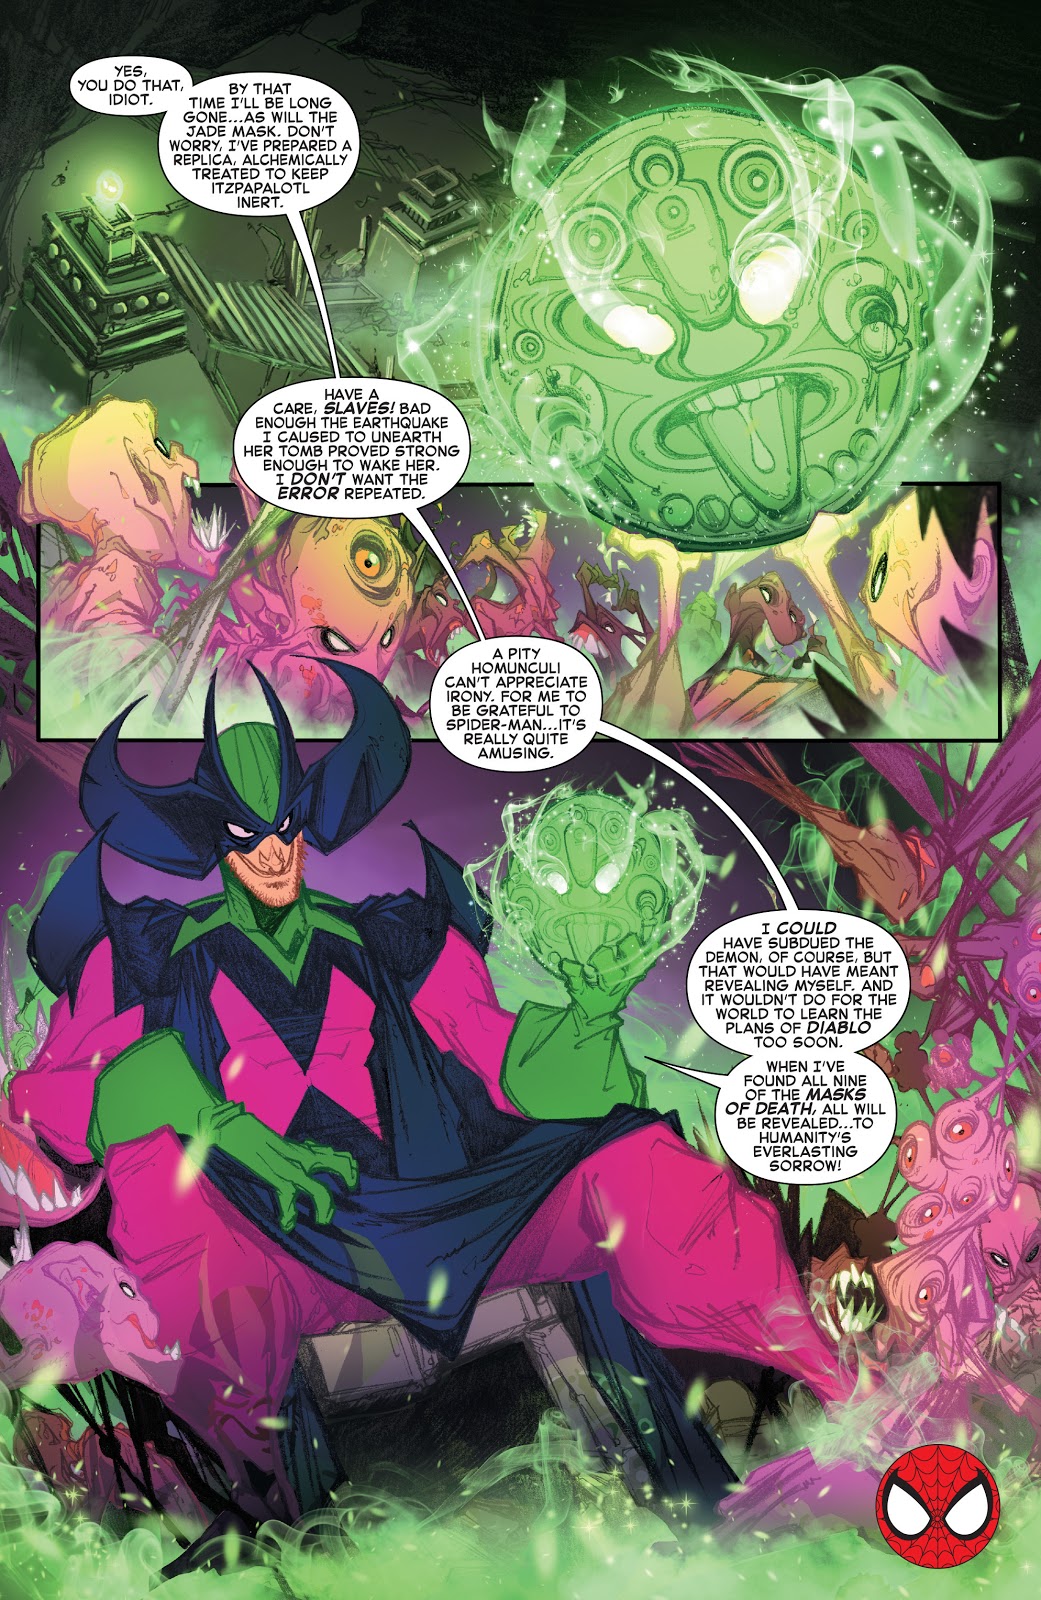 YES,
YOU DO THAT,
IDIOT.
BY THAT
TIME I'LL BE LONG
GONE...AS WILL THE
JADE MASK. DON'T
WORRY, I'VE PREPARED A
REPLICA, ALCHEMICALLY
TREATED TO KEEP
ITZPAPALOTL
INERT.
HAVE A
CARE, SLAVES! BAD
ENOUGH THE EARTHQUAKE
I CAUSED TO UNEARTH
HER TOMB PROVED STRONG
ENOUGH TO WAKE HER.
I DON'T WANT THE
ERROR REPEATED.
A PITY
HOMUNCULI
CAN'T APPRECIATE
IRONY. FOR ME TO
BE GRATEFUL TO
SPIDER-MAN...IT'S
REALLY QUITE
AMUSING.
I COULD
HAVE SUBDUED THE
DEMON, OF COURSE, BUT
THAT WOULD HAVE MEANT
REVEALING MYSELF. AND
IT WOULDN'T DO FOR THE
WORLD TO LEARN THE
PLANS OF DIABLO
TOO SOON.
WHEN I'VE
FOUND ALL NINE
OF THE MASKS
OF DEATH, ALL WILL
BE REVEALED...TO
HUMANITY'S
EVERLASTING
SORROW!